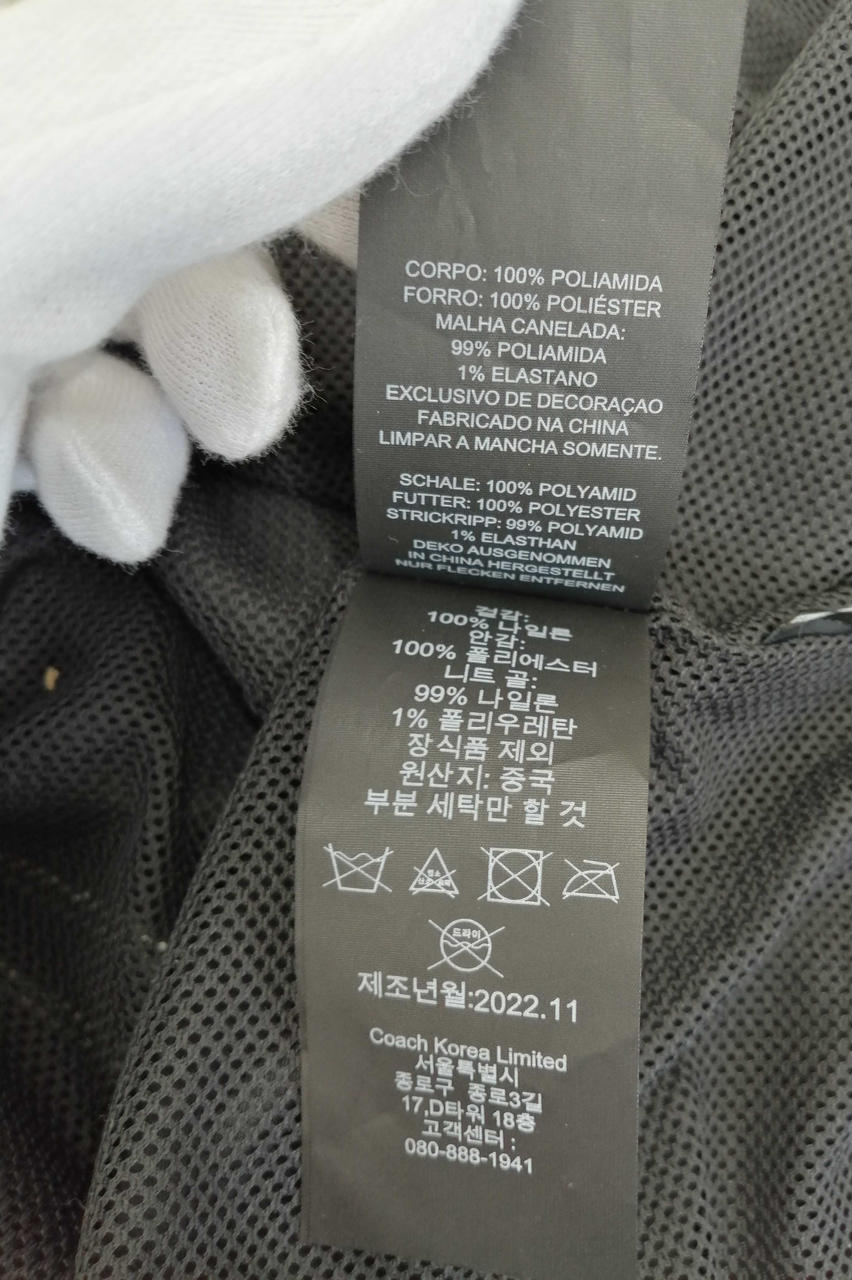 CORPO: 100% POLIAMIDA
FORRO: 100% POLIÉSTER
MALHA CANELADA:
99% POLIAMIDA
1% ELASTANO
EXCLUSIVO DE DECORAÇAO
FABRICADO NA CHINA
LIMPAR A MANCHA SOMENTE.
SCHALE: 100% POLYAMID
FUTTER: 100% POLYESTER
STRICKRIPP: 99% POLYAMID
1% ELASTHAN
DEKO AUSGENOMMEN
IN CHINA HERGESTELLT
NUR FLECKEN ENTFERNEN
겉감:
100% 나일론
안감:
100% 폴리에스터
니트 골:
99% 나일론
1% 폴리우레탄
장식품 제외
원산지: 중국
부분 세탁만 할 것
드라이
제조년월:2022.11
Coach Korea Limited
서울특별시
종로구 종로3길
17,D타워 18층
고객센터 :
080-888-1941